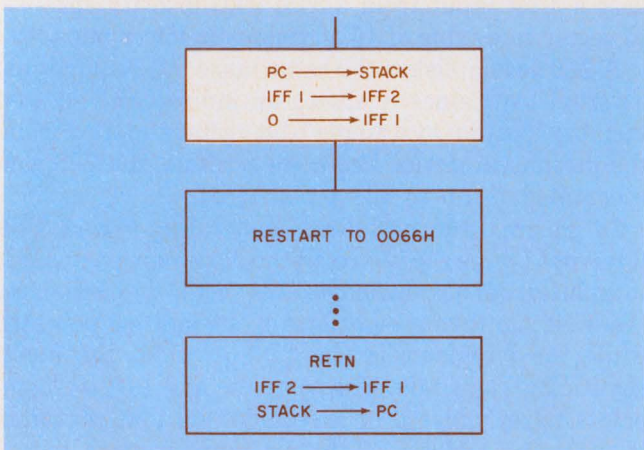 PC → STACK
IFF 1 → IFF 2
0 → IFF 1
RESTART TO 0066H
RETN
IFF 2 → IFF 1
STACK → PC